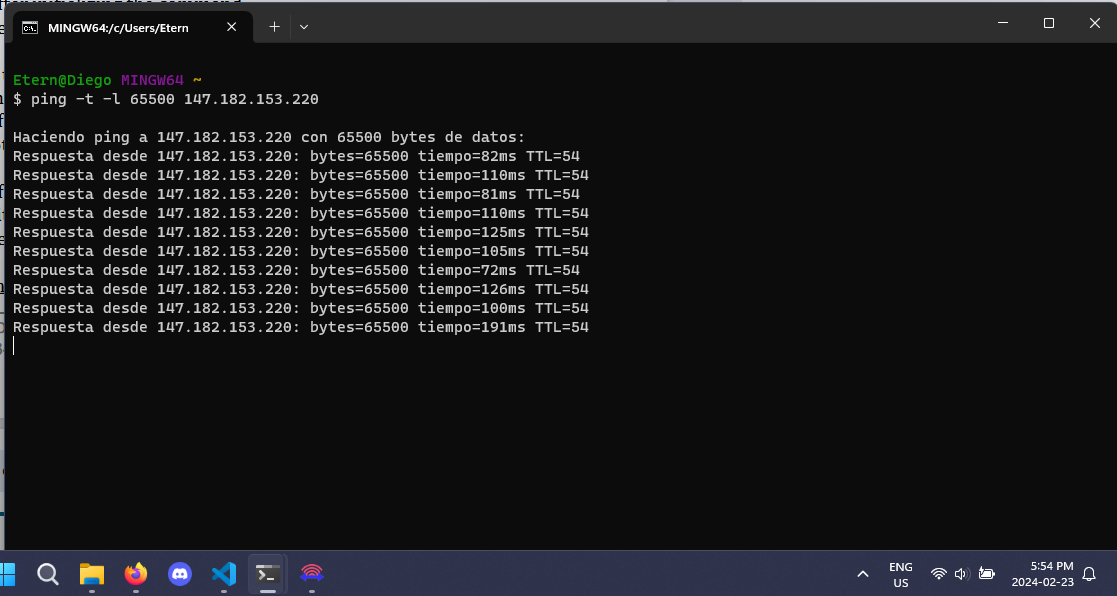 MINGW64:/c/Users/Etern
Etern@Diego MINGW64 ~
$ ping -t -l 65500 147.182.153.220
Haciendo ping a 147.182.153.220 con 65500 bytes de datos:
Respuesta desde 147.182.153.220: bytes=65500 tiempo=82ms TTL=54
Respuesta desde 147.182.153.220: bytes=65500 tiempo=110ms TTL=54
Respuesta desde 147.182.153.220: bytes=65500 tiempo=81ms TTL=54
Respuesta desde 147.182.153.220: bytes=65500 tiempo=110ms TTL=54
Respuesta desde 147.182.153.220: bytes=65500 tiempo=125ms TTL=54
Respuesta desde 147.182.153.220: bytes=65500 tiempo=105ms TTL=54
Respuesta desde 147.182.153.220: bytes=65500 tiempo=72ms TTL=54
Respuesta desde 147.182.153.220: bytes=65500 tiempo=126ms TTL=54
Respuesta desde 147.182.153.220: bytes=65500 tiempo=100ms TTL=54
Respuesta desde 147.182.153.220: bytes=65500 tiempo=191ms TTL=54
ENG
US
5:54 PM
2024-02-23